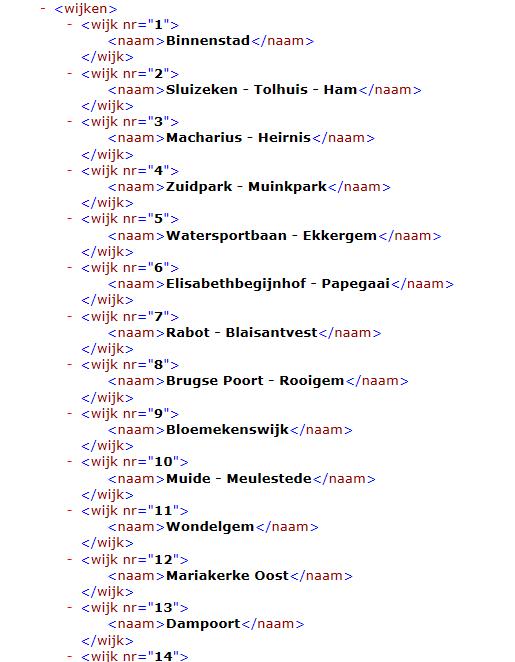 - <wijken>
- <wijk nr="1">
<naam>Binnenstad</naam>
</wijk>
- <wijk nr="2">
<naam>Sluizeken - Tolhuis - Ham</naam>
</wijk>
- <wijk nr="3">
<naam>Macharius - Heirnis</naam>
</wijk>
- <wijk nr="4">
<naam>Zuidpark - Muinkpark</naam>
</wijk>
- <wijk nr="5">
<naam>Watersportbaan - Ekkergem</naam>
</wijk>
- <wijk nr="6">
<naam>Elisabethbegijnhof - Papegaai</naam>
</wijk>
- <wijk nr="7">
<naam>Rabot - Blaisantvest</naam>
</wijk>
- <wijk nr="8">
<naam>Brugse Poort - Rooigem</naam>
</wijk>
- <wijk nr="9">
<naam>Bloemekenswijk</naam>
</wijk>
- <wijk nr="10">
<naam>Muide - Meulestede</naam>
</wijk>
- <wijk nr="11">
<naam>Wondelgem</naam>
</wijk>
- <wijk nr="12">
<naam>Mariakerke Oost</naam>
</wijk>
- <wijk nr="13">
<naam>Dampoort</naam>
</wijk>
- <wijk nr="14">